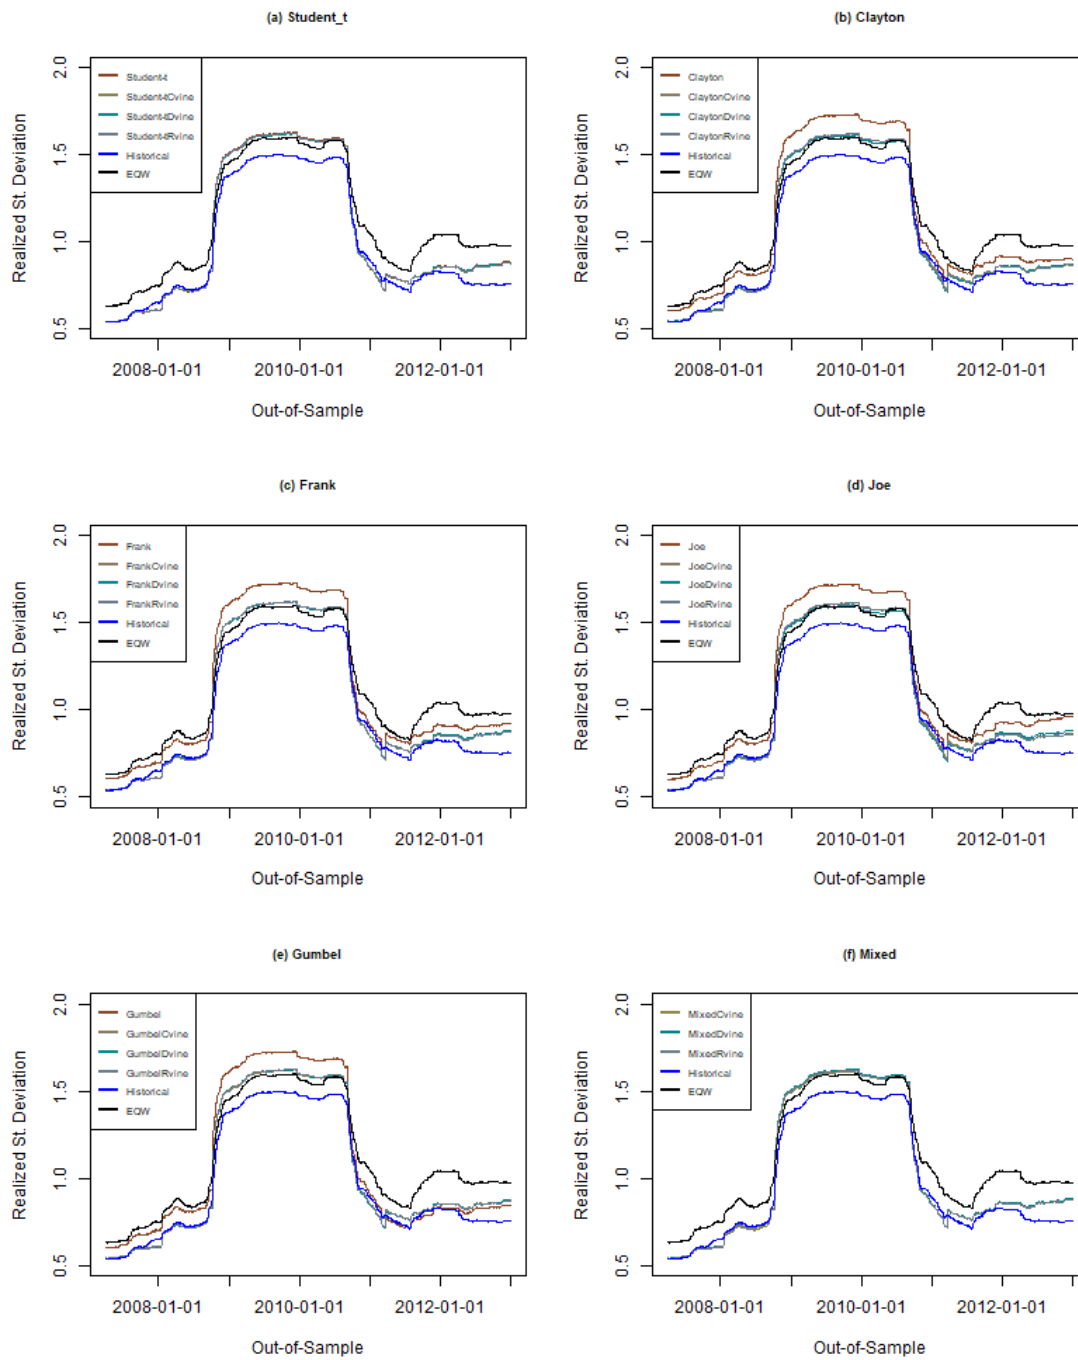 (a) Student_t
Realized St. Deviation
2.0
1.5
1.0
0.5
Student-t
Student-tCvine
Student-tDvine
Student-tRvine
Historical
EQW
2008-01-01 2010-01-01 2012-01-01
Out-of-Sample
(b) Clayton
Realized St. Deviation
2.0
1.5
1.0
0.5
Clayton
ClaytonCvine
ClaytonDvine
ClaytonRvine
Historical
EQW
2008-01-01 2010-01-01 2012-01-01
Out-of-Sample
(c) Frank
Realized St. Deviation
2.0
1.5
1.0
0.5
Frank
FrankCvine
FrankDvine
FrankRvine
Historical
EQW
2008-01-01 2010-01-01 2012-01-01
Out-of-Sample
(d) Joe
Realized St. Deviation
2.0
1.5
1.0
0.5
Joe
JoeCvine
JoeDvine
JoeRvine
Historical
EQW
2008-01-01 2010-01-01 2012-01-01
Out-of-Sample
(e) Gumbel
Realized St. Deviation
2.0
1.5
1.0
0.5
Gumbel
GumbelCvine
GumbelDvine
GumbelRvine
Historical
EQW
2008-01-01 2010-01-01 2012-01-01
Out-of-Sample
(f) Mixed
Realized St. Deviation
2.0
1.5
1.0
0.5
MixedCvine
MixedDvine
MixedRvine
Historical
EQW
2008-01-01 2010-01-01 2012-01-01
Out-of-Sample